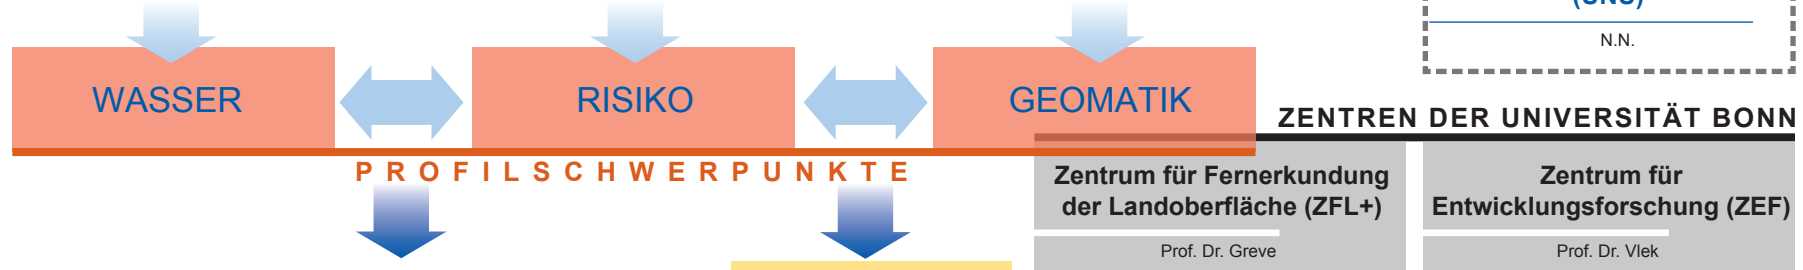 (UNU)
N.N.
WASSER
RISIKO
GEOMATIK
ZENTREN DER UNIVERSITÄT BONN
PROFILSCHWERPUNKTE
Zentrum für Fernerkundung
der Landoberfläche (ZFL+)
Prof. Dr. Greve
Zentrum für
Entwicklungsforschung (ZEF)
Prof. Dr. Vlek